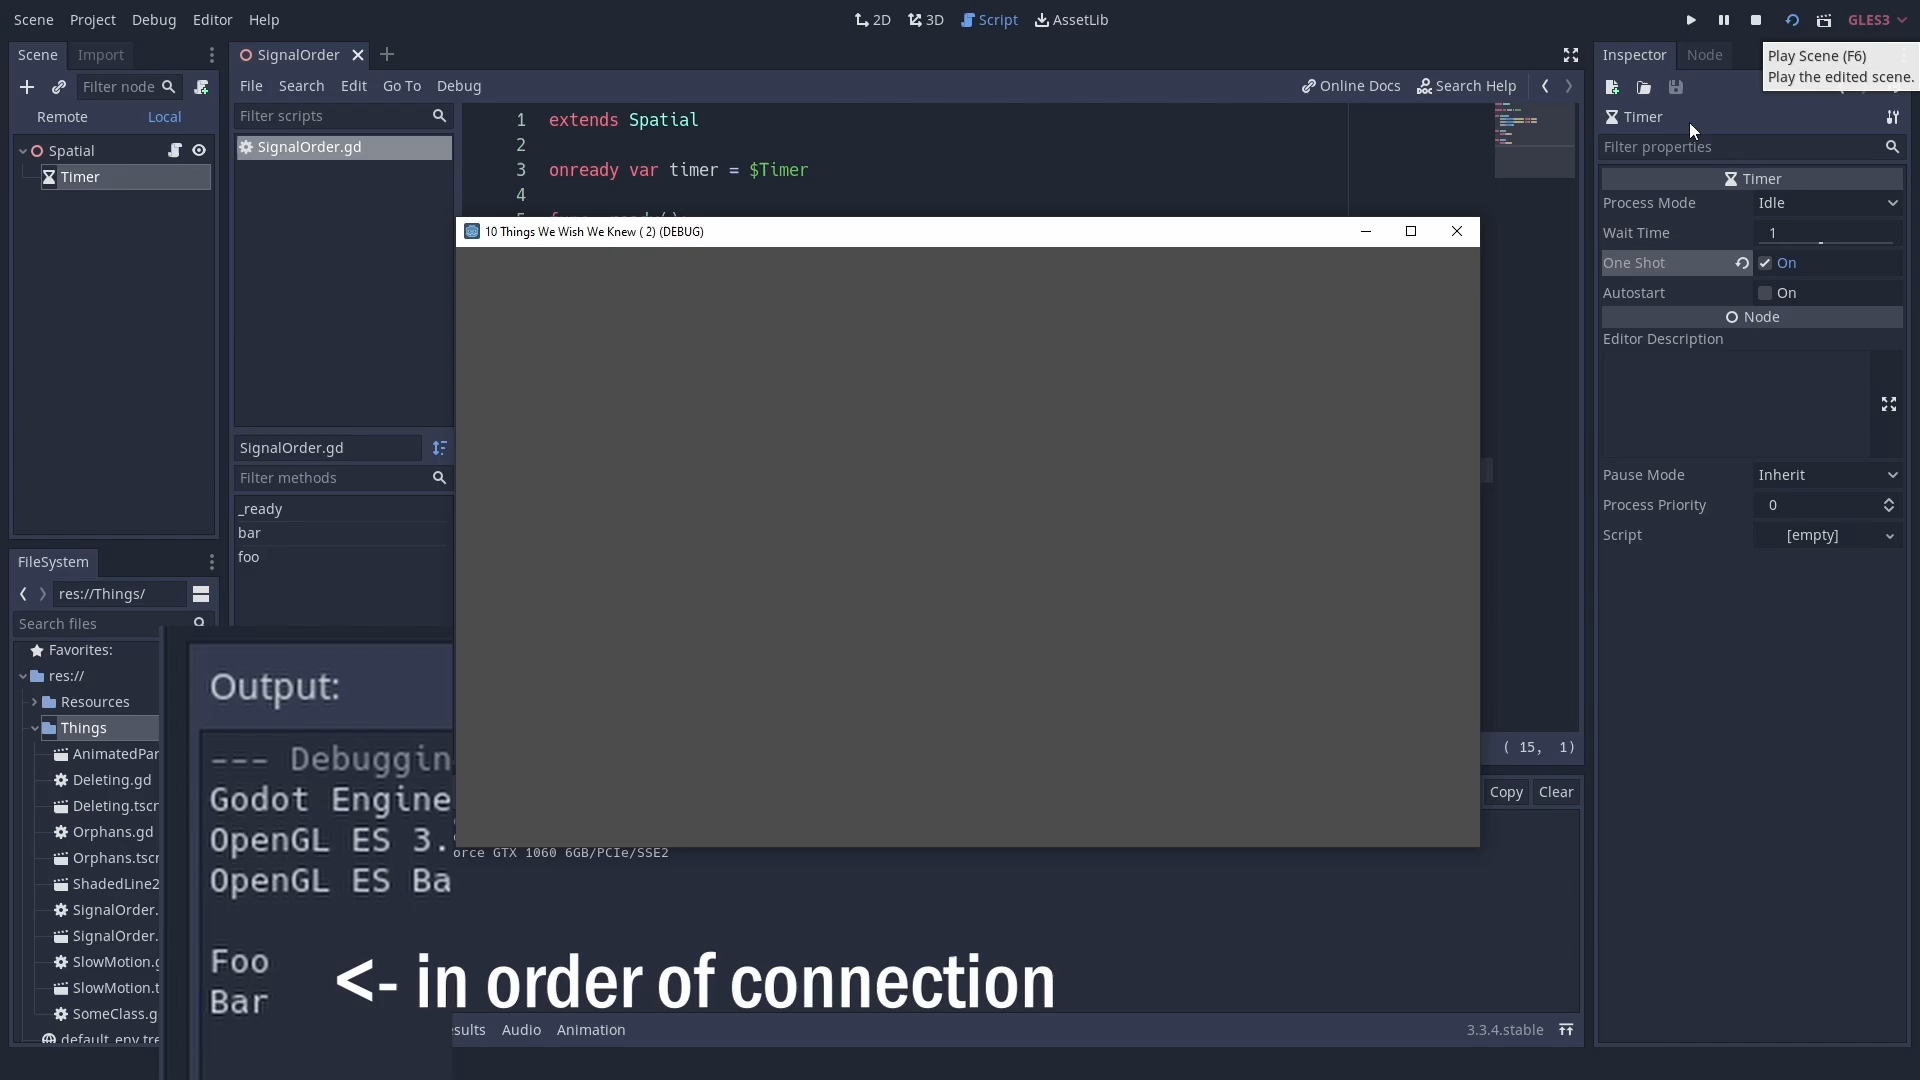 Scene Project Debug Editor Help
2D 3D Script AssetLib
GLES3
Scene Import
SignalOrder
Inspector Node
Play Scene (F6)
Play the edited scene.
Filter node
File Search Edit Go To Debug
Online Docs Search Help
Remote Local
Filter scripts
Timer
Filter properties
Spatial
Timer
SignalOrder.gd
1 extends Spatial
2
3 onready var timer = $Timer
4
10 Things We Wish We Knew ( 2) (DEBUG)
Timer
Process Mode Idle
Wait Time 1
One Shot On
Autostart On
Node
Editor Description
Pause Mode Inherit
Process Priority 0
Script [empty]
SignalOrder.gd
Filter methods
_ready
bar
foo
FileSystem
res://Things/
Search files
Favorites:
res://
Resources
Things
AnimatedPar
Deleting.gd
Deleting.tscr
Orphans.gd
Orphans.tscr
ShadedLine2
SignalOrder.
SignalOrder.
SlowMotion.g
SlowMotion.t
SomeClass.g
default_env.tre
( 15, 1)
Copy Clear
Output:
--- Debuggin
Godot Engine
OpenGL ES 3.
orce GTX 1060 6GB/PCIe/SSE2
OpenGL ES Ba
Foo
Bar
<- in order of connection
esults Audio Animation
3.3.4.stable